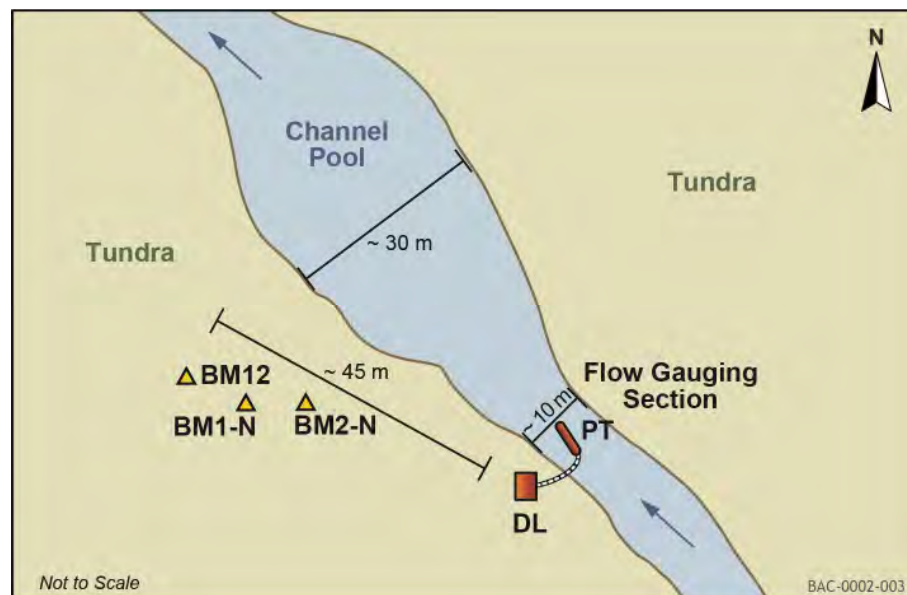 N
Channel
Pool
Tundra
~ 30 m
Tundra
~ 45 m
BM12
BM1-N
BM2-N
Flow Gauging
Section
~ 10 m
PT
DL
Not to Scale
BAC-0002-003